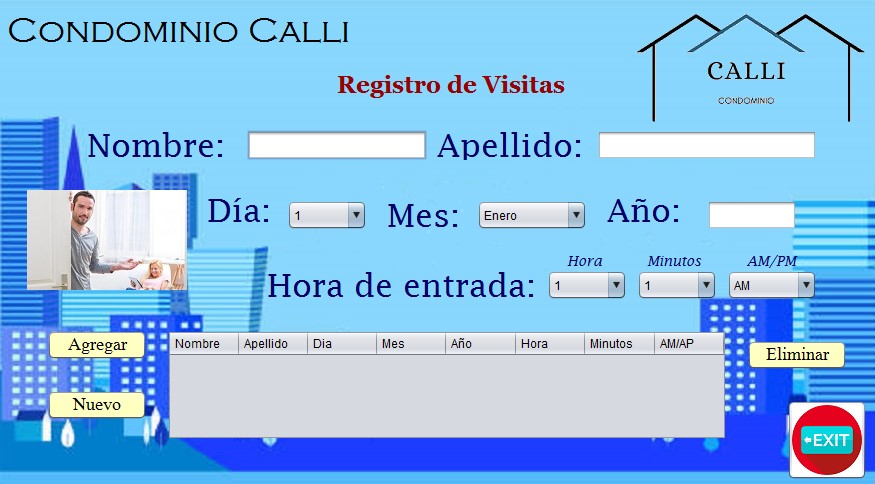 CONDOMINIO CALLI
CALLI
CONDOMINIO
Registro de Visitas
Nombre: Apellido:
Día: 1 Mes: Enero Año:
Hora Minutos AM/PM
Hora de entrada: 1 1 AM
Agregar
Nombre Apellido Dia Mes Año Hora Minutos AM/AP
Eliminar
Nuevo
EXIT